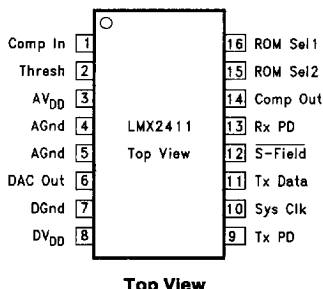 Comp In 1
Thresh 2
AVDD 3
AGnd 4
AGnd 5
DAC Out 6
DGnd 7
DVDD 8
LMX2411
Top View
16 ROM Sel1
15 ROM Sel2
14 Comp Out
13 Rx PD
12 S-Field
11 Tx Data
10 Sys Clk
9 Tx PD
Top View